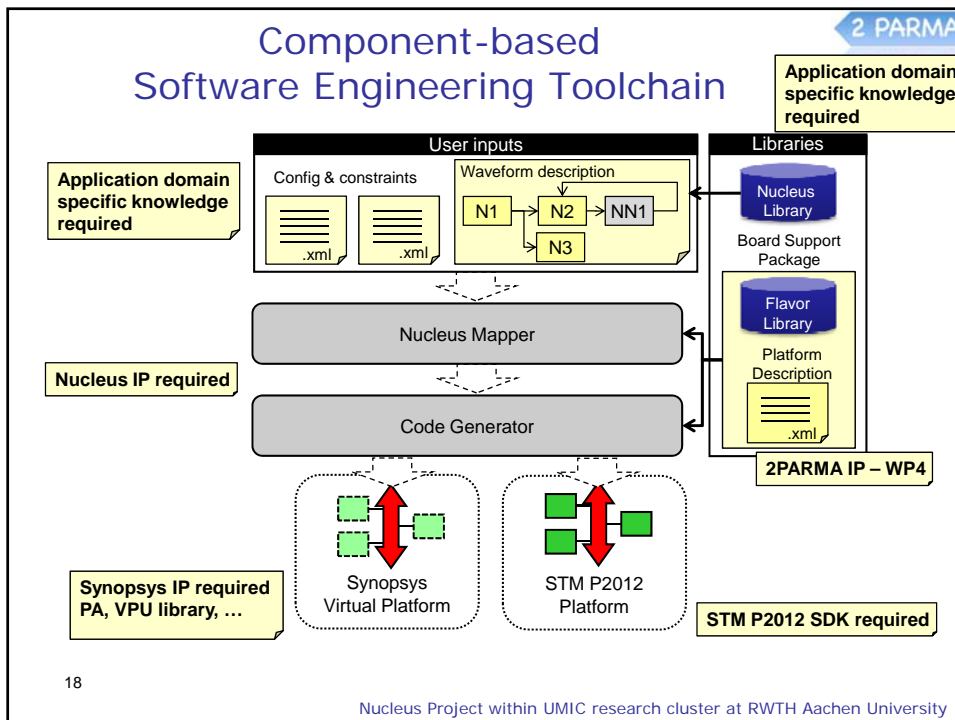 Component-based
Software Engineering Toolchain
2 PARMA
Application domain
specific knowledge
required
User inputs
Libraries
Application domain
specific knowledge
required
Config & constraints
.xml
.xml
Waveform description
N1
N2
NN1
N3
Nucleus
Library
Board Support
Package
Flavor
Library
Platform
Description
.xml
Nucleus Mapper
Nucleus IP required
Code Generator
2PARMA IP – WP4
Synopsys
Virtual Platform
STM P2012
Platform
Synopsys IP required
PA, VPU library, …
STM P2012 SDK required
18
Nucleus Project within UMIC research cluster at RWTH Aachen University